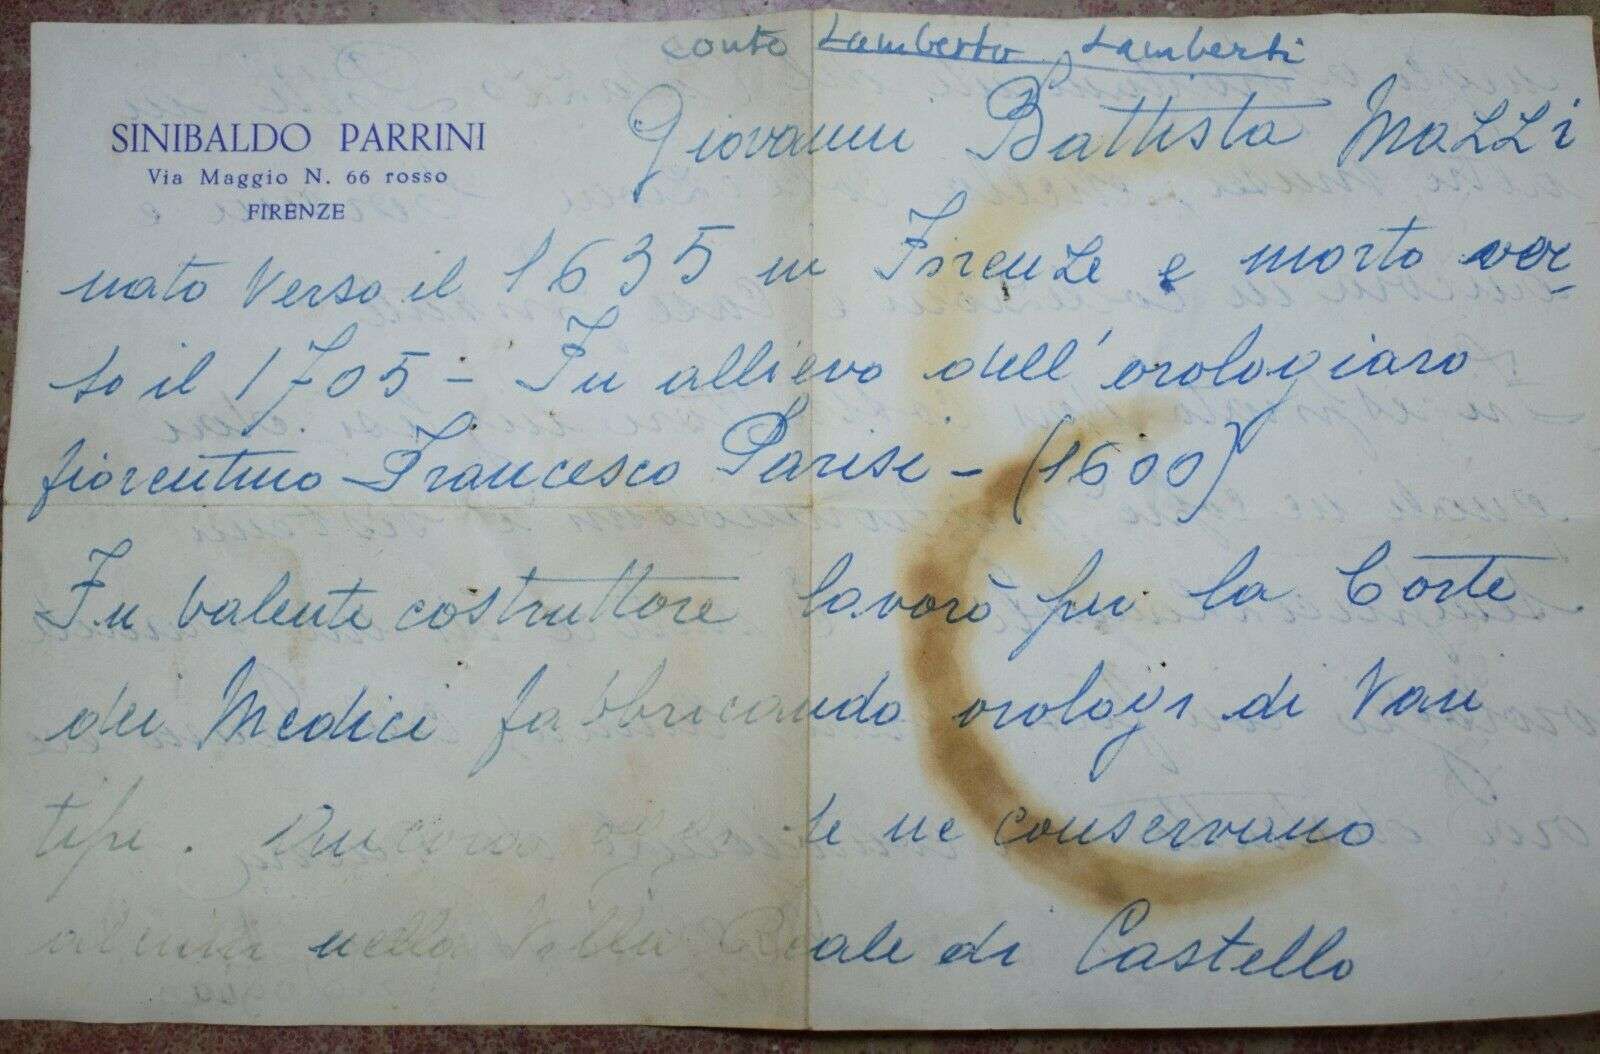 conto Lamberto Lamberti
SINIBALDO PARRINI
Via Maggio N. 66 rosso
FIRENZE
Giovanni Battista Mazzi
nato verso il 1635 in Firenze e morto ver-
so il 1705 - Fu allievo dell'orologiaro
fiorentino - Francesco Parise - (1600)
Fu valente costruttore lavorò per la Corte
dei Medici fabbricando orologi di vari
tipi. Ancora oggi se ne conservano
alcuni nella Villa Reale di Castello